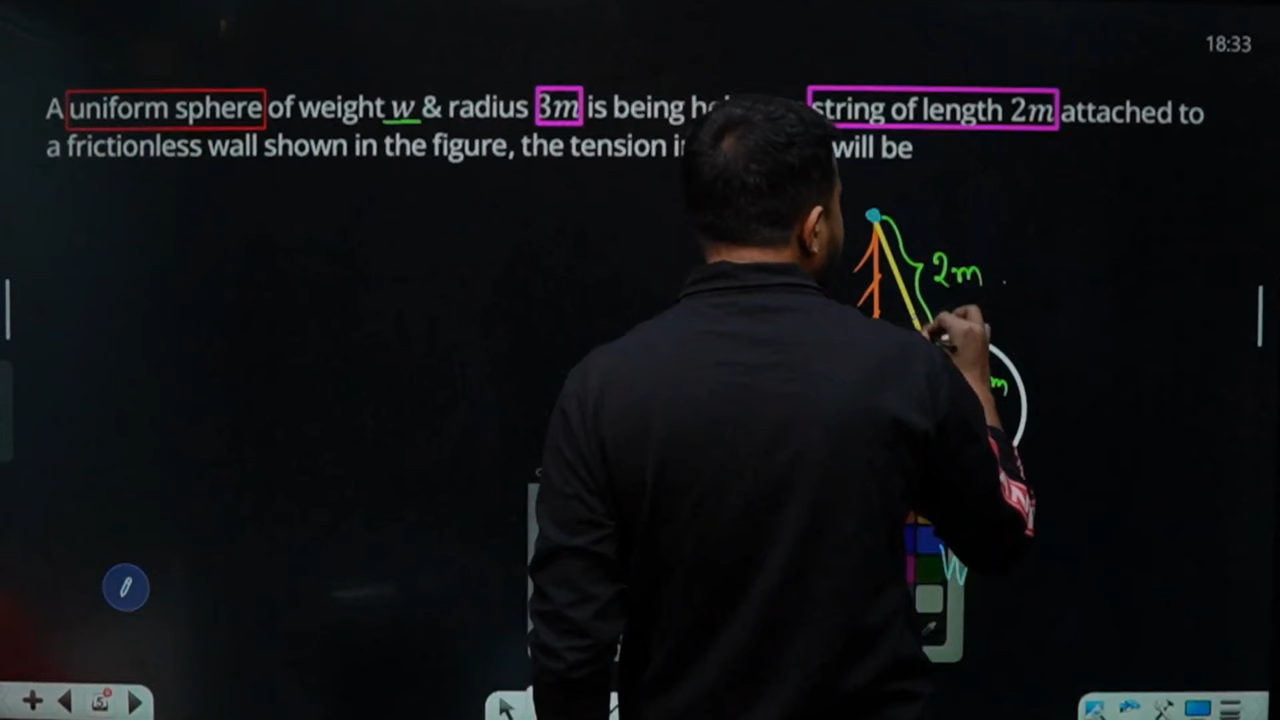 18:33
A uniform sphere of weight w & radius 3m is being string of length 2m attached to
a frictionless wall shown in the figure, the tension will be
2m
m
W